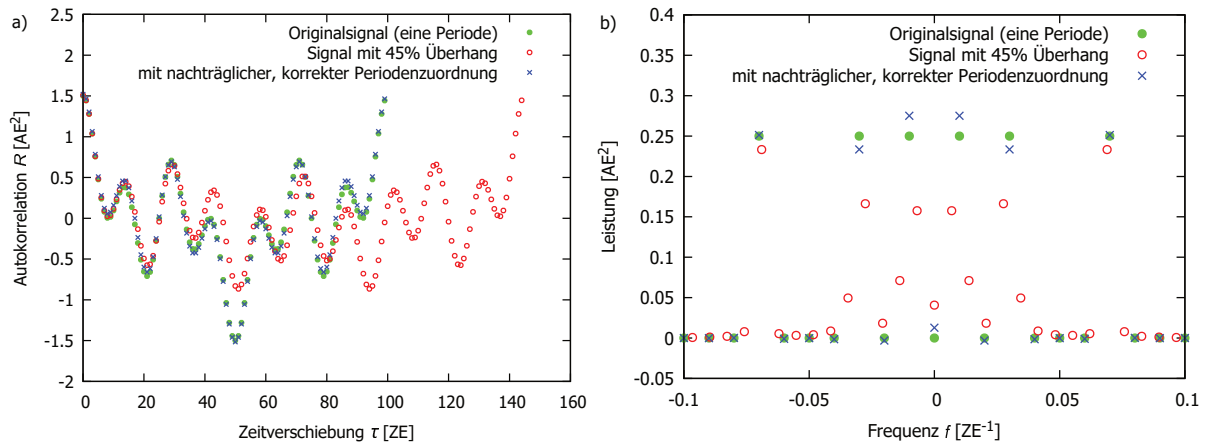 a)
Originalsignal (eine Periode)
Signal mit 45% Überhang
mit nachträglicher, korrekter Periodenzuordnung
Autokorrelation R [AE²]
2.5
2
1.5
1
0.5
0
-0.5
-1
-1.5
-2
0 20 40 60 80 100 120 140 160
Zeitverschiebung τ [ZE]
b)
Originalsignal (eine Periode)
Signal mit 45% Überhang
mit nachträglicher, korrekter Periodenzuordnung
Leistung [AE²]
0.4
0.35
0.3
0.25
0.2
0.15
0.1
0.05
0
-0.05
-0.1 -0.05 0 0.05 0.1
Frequenz f [ZE⁻¹]